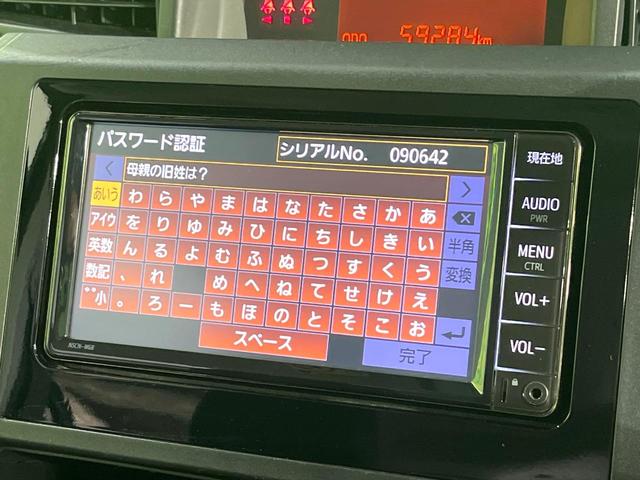 ODO 59284km
パスワード認証 シリアルNo. 090642
母親の旧姓は?
あいう わ ら や ま は な た さ か あ
アイウ を り ゆ み ひ に ち し き い 半角
英数 ん る よ む ふ ぬ つ す く う 変換
数記 、 れ め へ ね て せ け え
゛゜小 。 ろ ー も ほ の と そ こ お
スペース 完了
NSCN-W68
現在地
AUDIO
PWR
MENU
CTRL
VOL+
VOL-